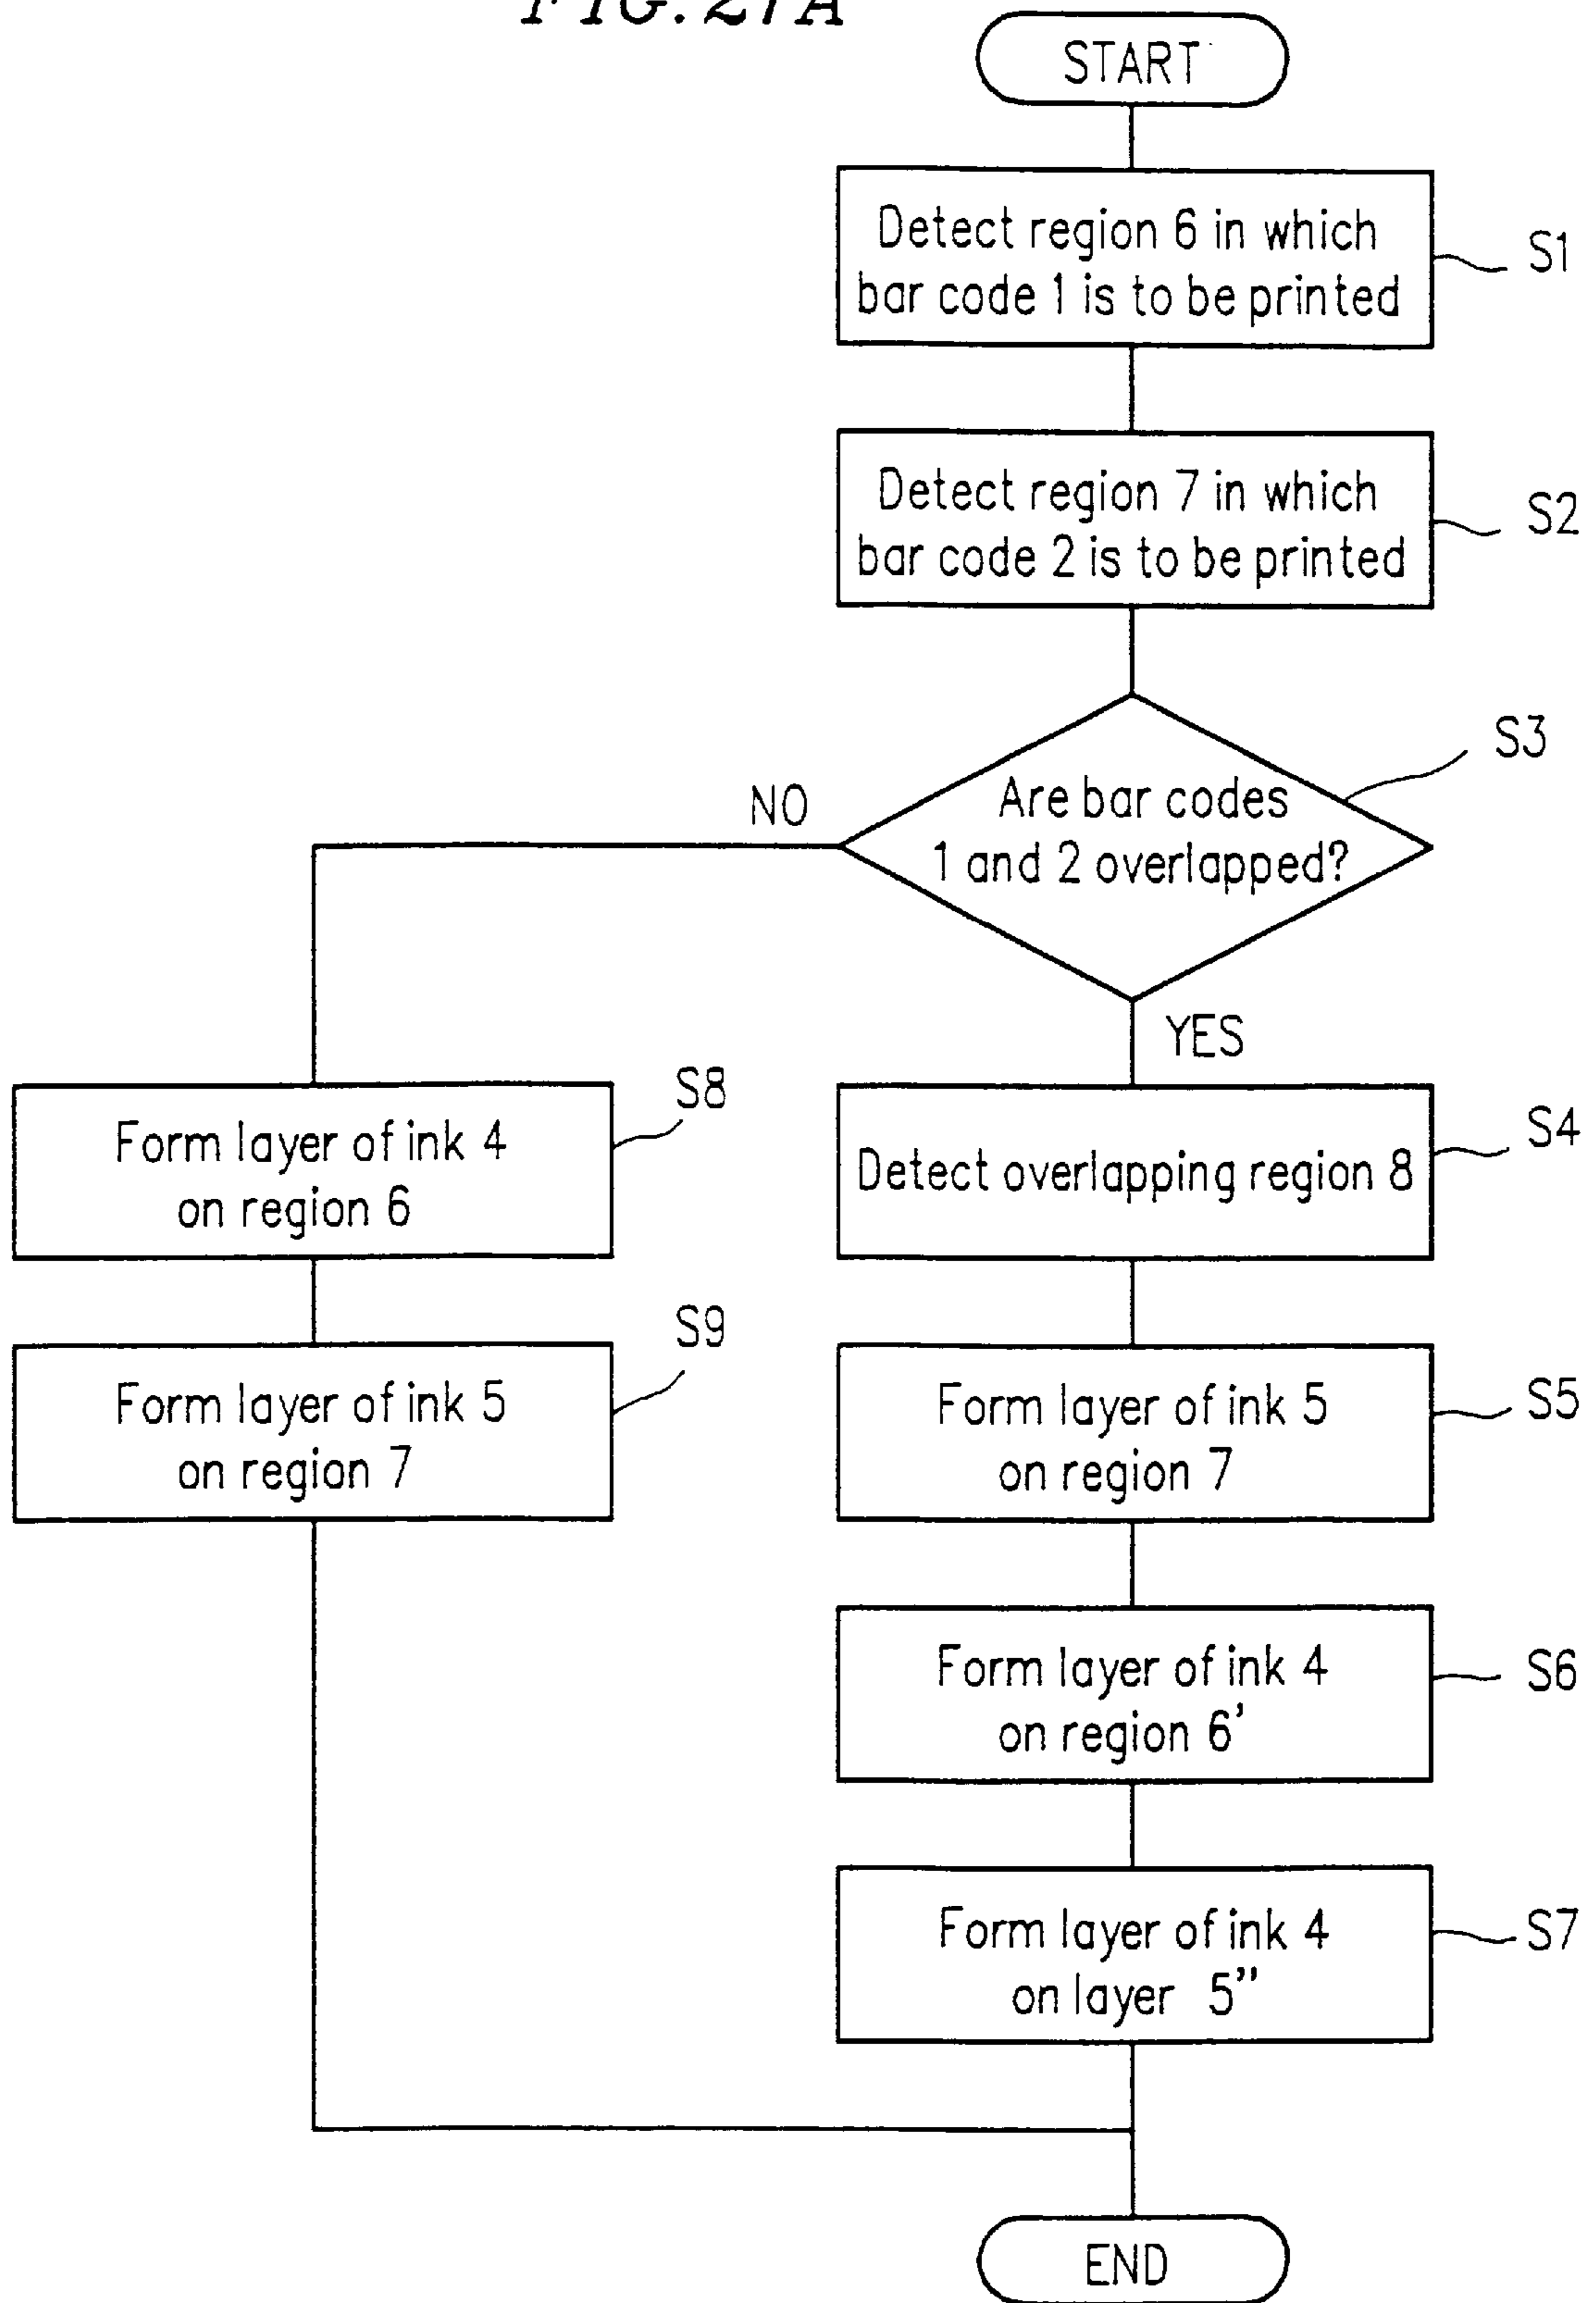 FIG. 27A
START
Detect region 6 in which
bar code 1 is to be printed
S1
Detect region 7 in which
bar code 2 is to be printed
S2
Are bar codes
1 and 2 overlapped?
S3
NO
YES
Form layer of ink 4
on region 6
S8
Detect overlapping region 8
S4
Form layer of ink 5
on region 7
S9
Form layer of ink 5
on region 7
S5
Form layer of ink 4
on region 6'
S6
Form layer of ink 4
on layer 5"
S7
END